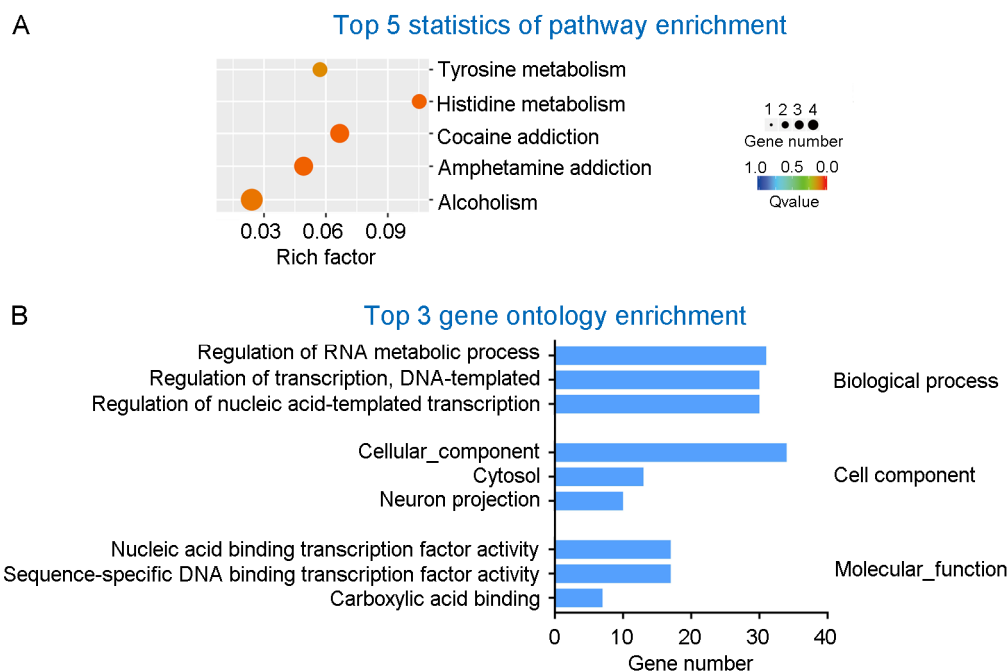 A
Top 5 statistics of pathway enrichment
Tyrosine metabolism
Histidine metabolism
Cocaine addiction
Amphetamine addiction
Alcoholism
0.03 0.06 0.09
Rich factor
1 2 3 4
Gene number
1.0 0.5 0.0
Qvalue
B
Top 3 gene ontology enrichment
Regulation of RNA metabolic process
Regulation of transcription, DNA-templated
Regulation of nucleic acid-templated transcription
Biological process
Cellular_component
Cytosol
Neuron projection
Cell component
Nucleic acid binding transcription factor activity
Sequence-specific DNA binding transcription factor activity
Carboxylic acid binding
Molecular_function
0 10 20 30 40
Gene number